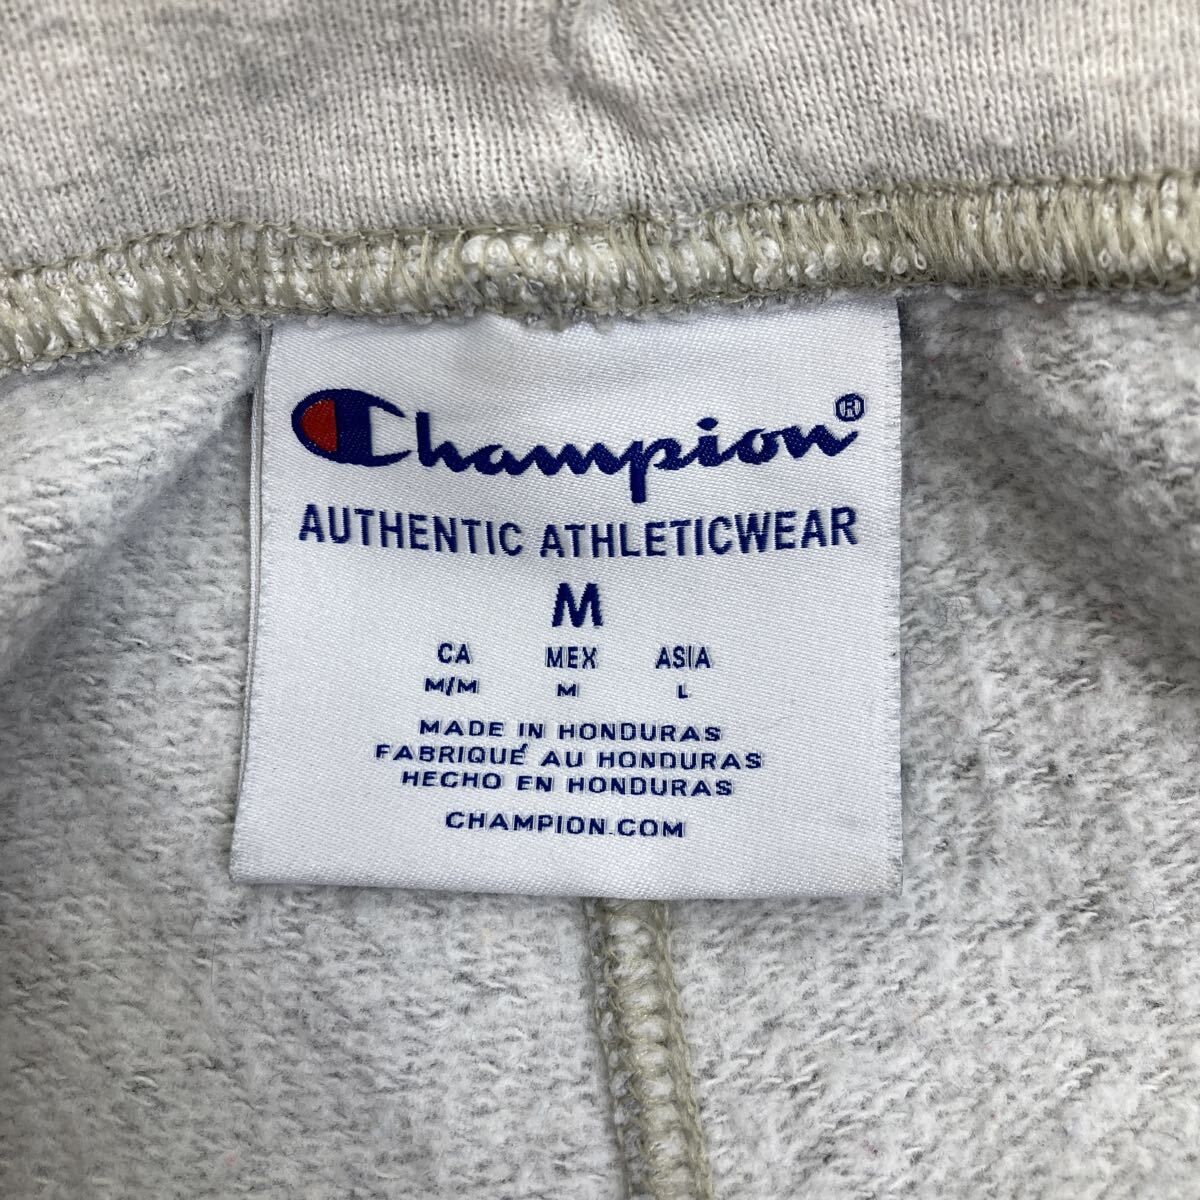 Champion®
AUTHENTIC ATHLETICWEAR
M
CA MEX ASIA
M/M M L
MADE IN HONDURAS
FABRIQUÉ AU HONDURAS
HECHO EN HONDURAS
CHAMPION.COM